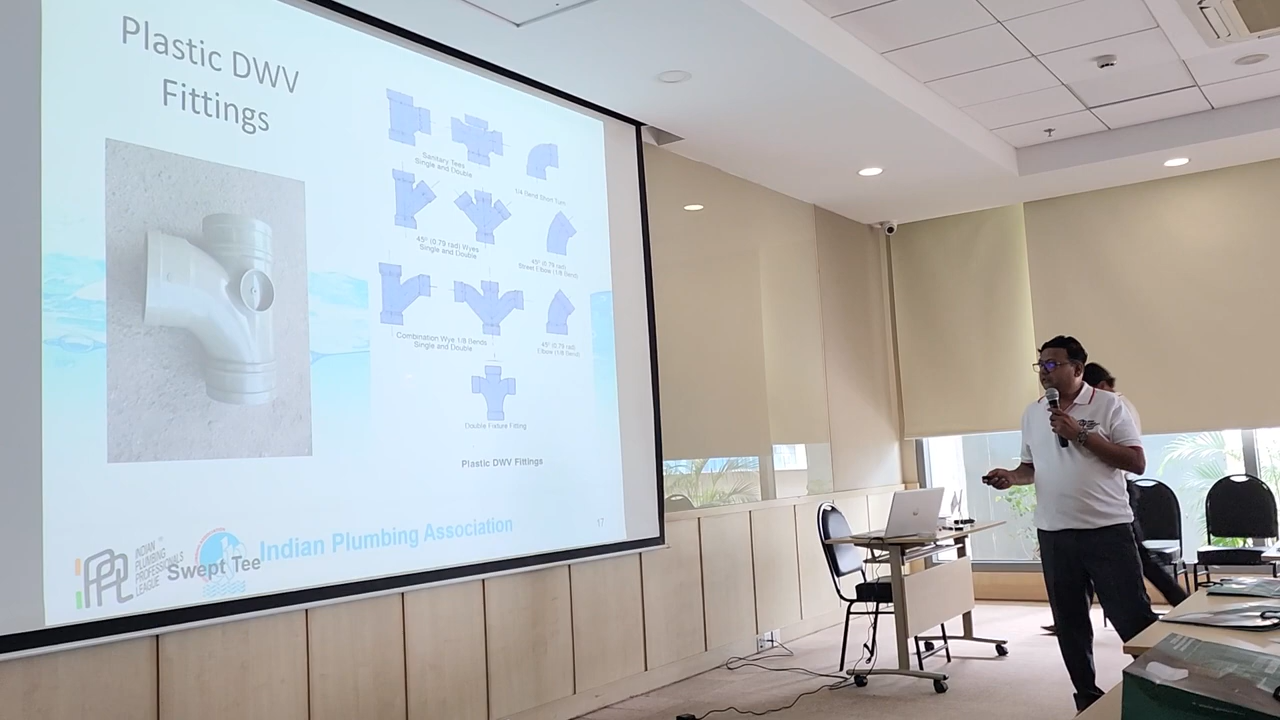 Plastic DWV
Fittings
Sanitary Tees
Single and Double
1/4 Bend Short Turn
45º (0.79 rad) Wyes
Single and Double
45º (0.79 rad)
Street Elbow (1/8 Bend)
Combination Wye 1/8 Bends
Single and Double
45º (0.79 rad)
Elbow (1/8 Bend)
Double Fixture Fitting
Plastic DWV Fittings
17
INDIAN
PLUMBING
PROFESSIONALS
LEAGUE
Swept Tee
Indian Plumbing Association